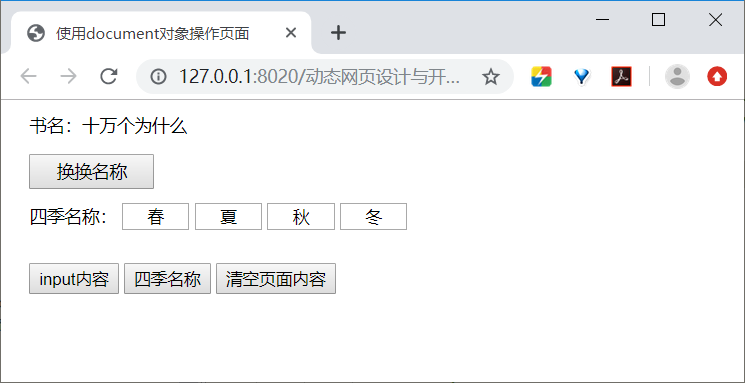 使用document对象操作页面
127.0.0.1:8020/动态网页设计与开...
书名：十万个为什么
换换名称
四季名称： 春 夏 秋 冬
input内容 四季名称 清空页面内容